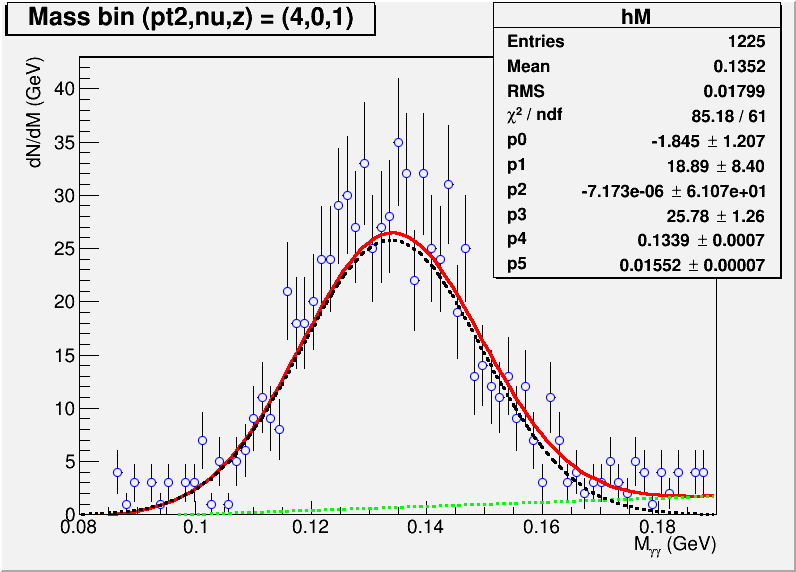 Mass bin (pt2,nu,z) = (4,0,1)
hM
Entries 1225
Mean 0.1352
RMS 0.01799
χ² / ndf 85.18 / 61
p0 -1.845 ± 1.207
p1 18.89 ± 8.40
p2 -7.173e-06 ± 6.107e+01
p3 25.78 ± 1.26
p4 0.1339 ± 0.0007
p5 0.01552 ± 0.00007
dN/dM (GeV)
40
35
30
25
20
15
10
5
0
0.08 0.1 0.12 0.14 0.16 0.18
Mγγ (GeV)